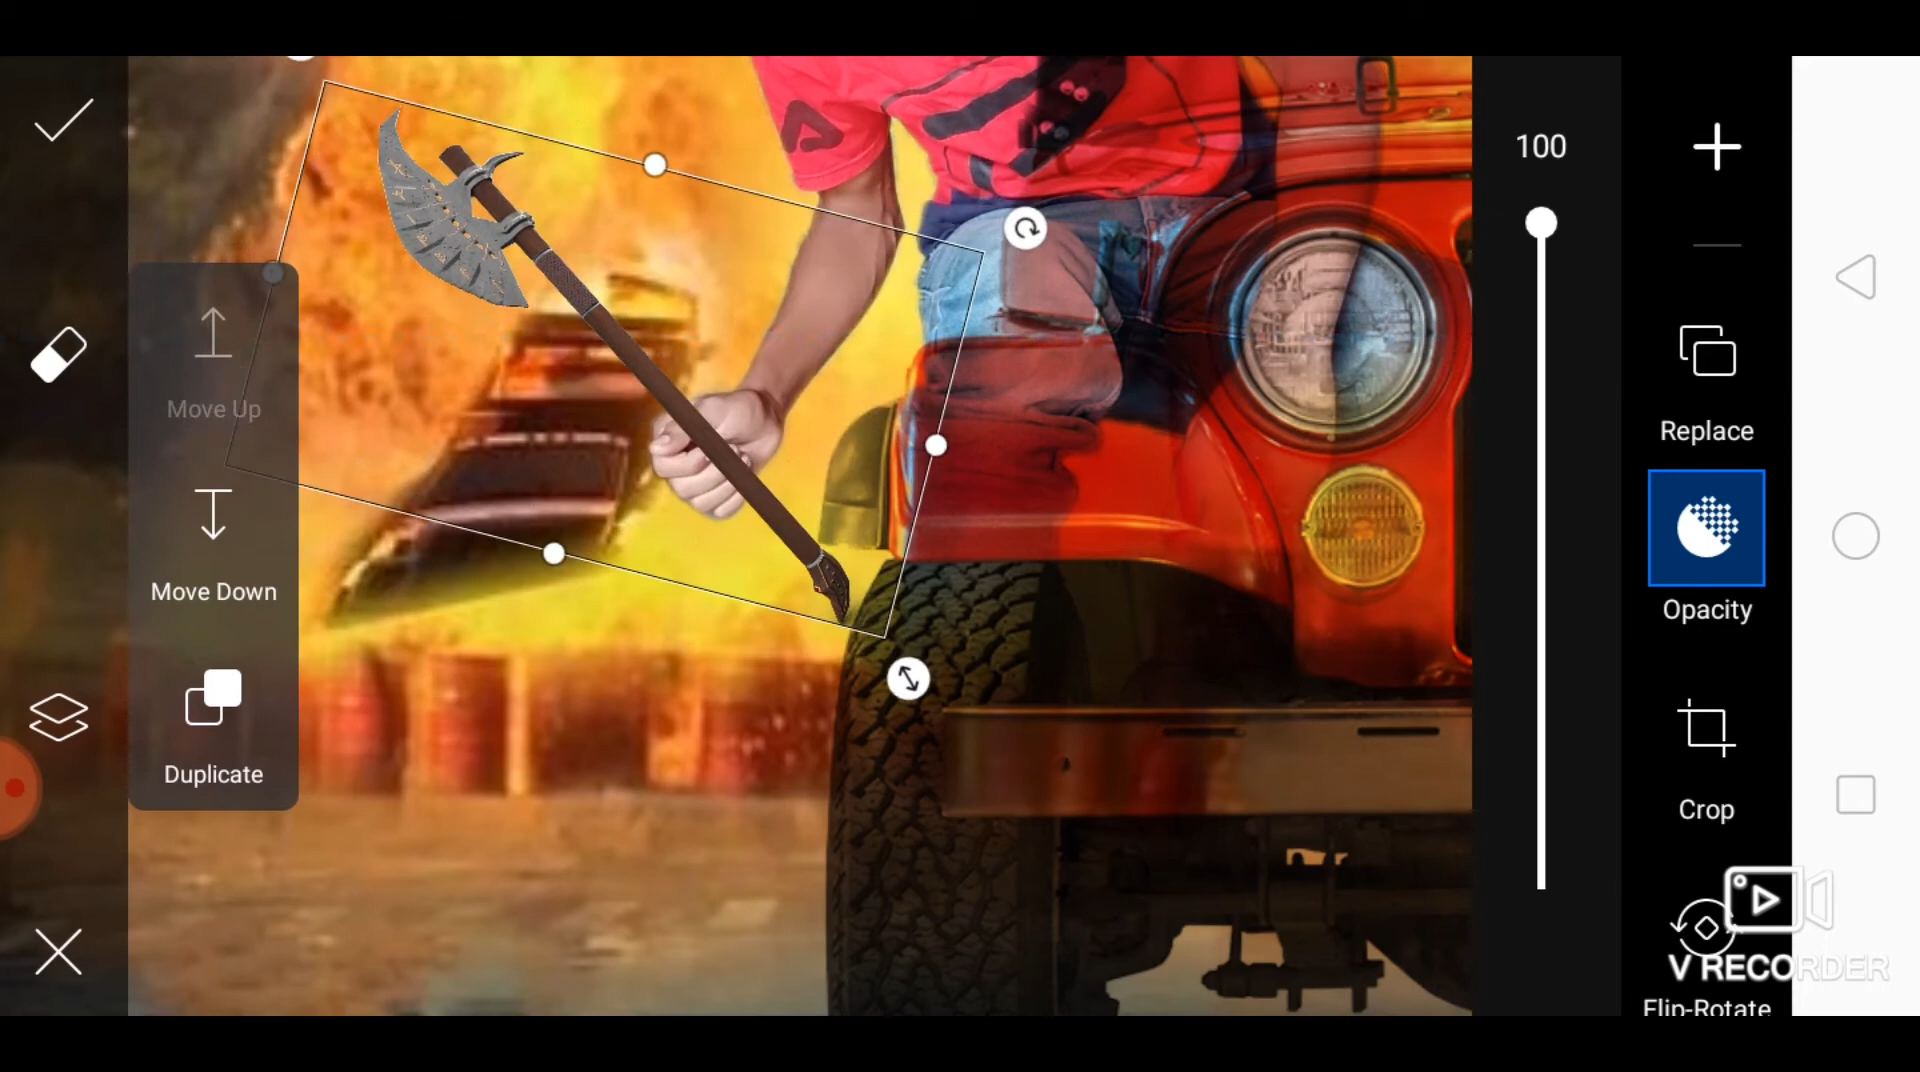 100
Move Up
Replace
Move Down
Opacity
Duplicate
Crop
V RECORDER
Flip-Rotate